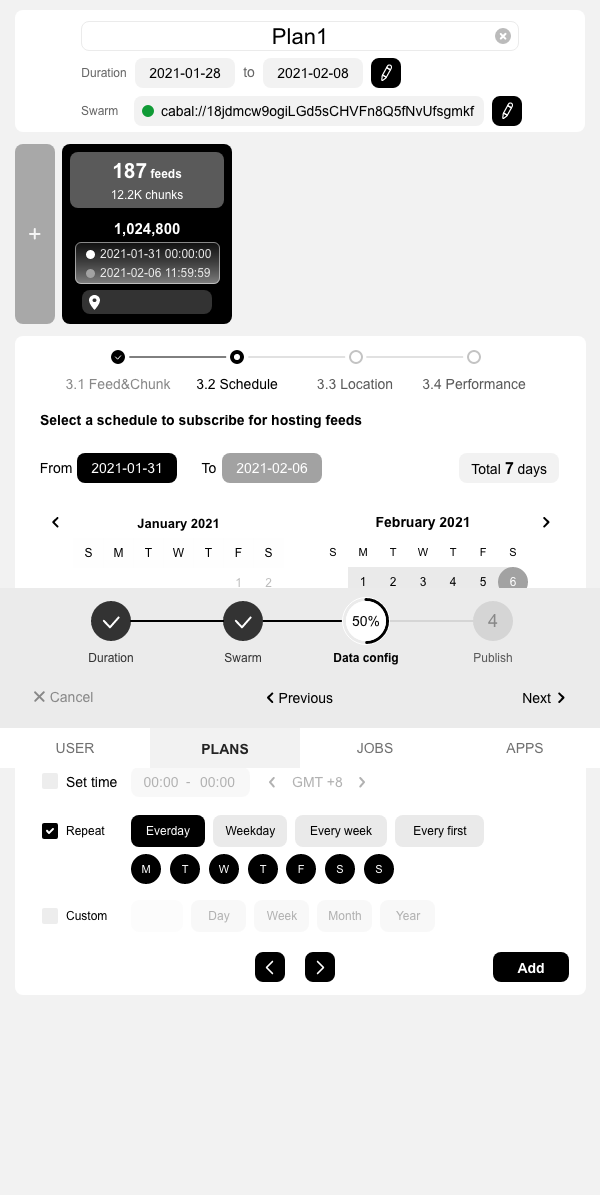 Plan1
Duration 2021-01-28 to 2021-02-08
Swarm cabal://18jdmcw9ogiLGd5sCHVFn8Q5fNvUfsgmkf
+
187 feeds
12.2K chunks
1,024,800
2021-01-31 00:00:00
2021-02-06 11:59:59
3.1 Feed&Chunk 3.2 Schedule 3.3 Location 3.4 Performance
Select a schedule to subscribe for hosting feeds
From 2021-01-31 To 2021-02-06 Total 7 days
January 2021 February 2021
S M T W T F S S M T W T F S
1 2 1 2 3 4 5 6
50% 4
Duration Swarm Data config Publish
Cancel Previous Next
USER PLANS JOBS APPS
Set time 00:00 - 00:00 GMT +8
Repeat Everday Weekday Every week Every first
M T W T F S S
Custom Day Week Month Year
Add